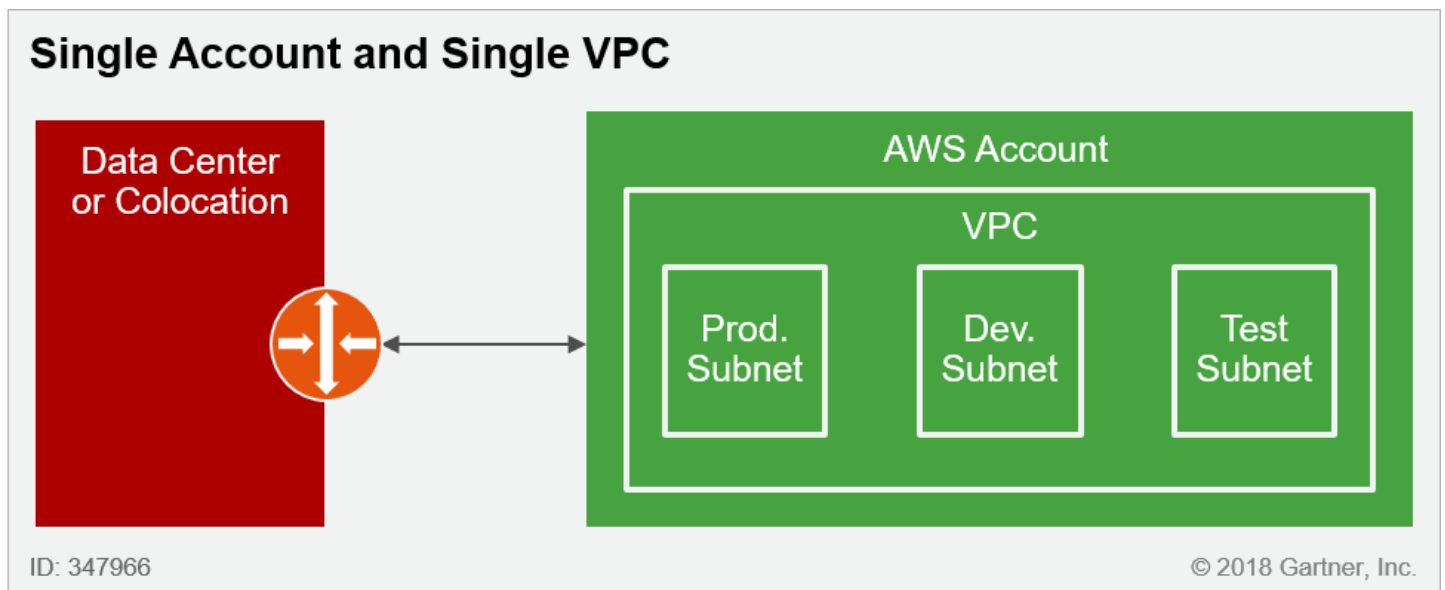 Single Account and Single VPC
Data Center
or Colocation
AWS Account
VPC
Prod.
Subnet
Dev.
Subnet
Test
Subnet
ID: 347966
© 2018 Gartner, Inc.